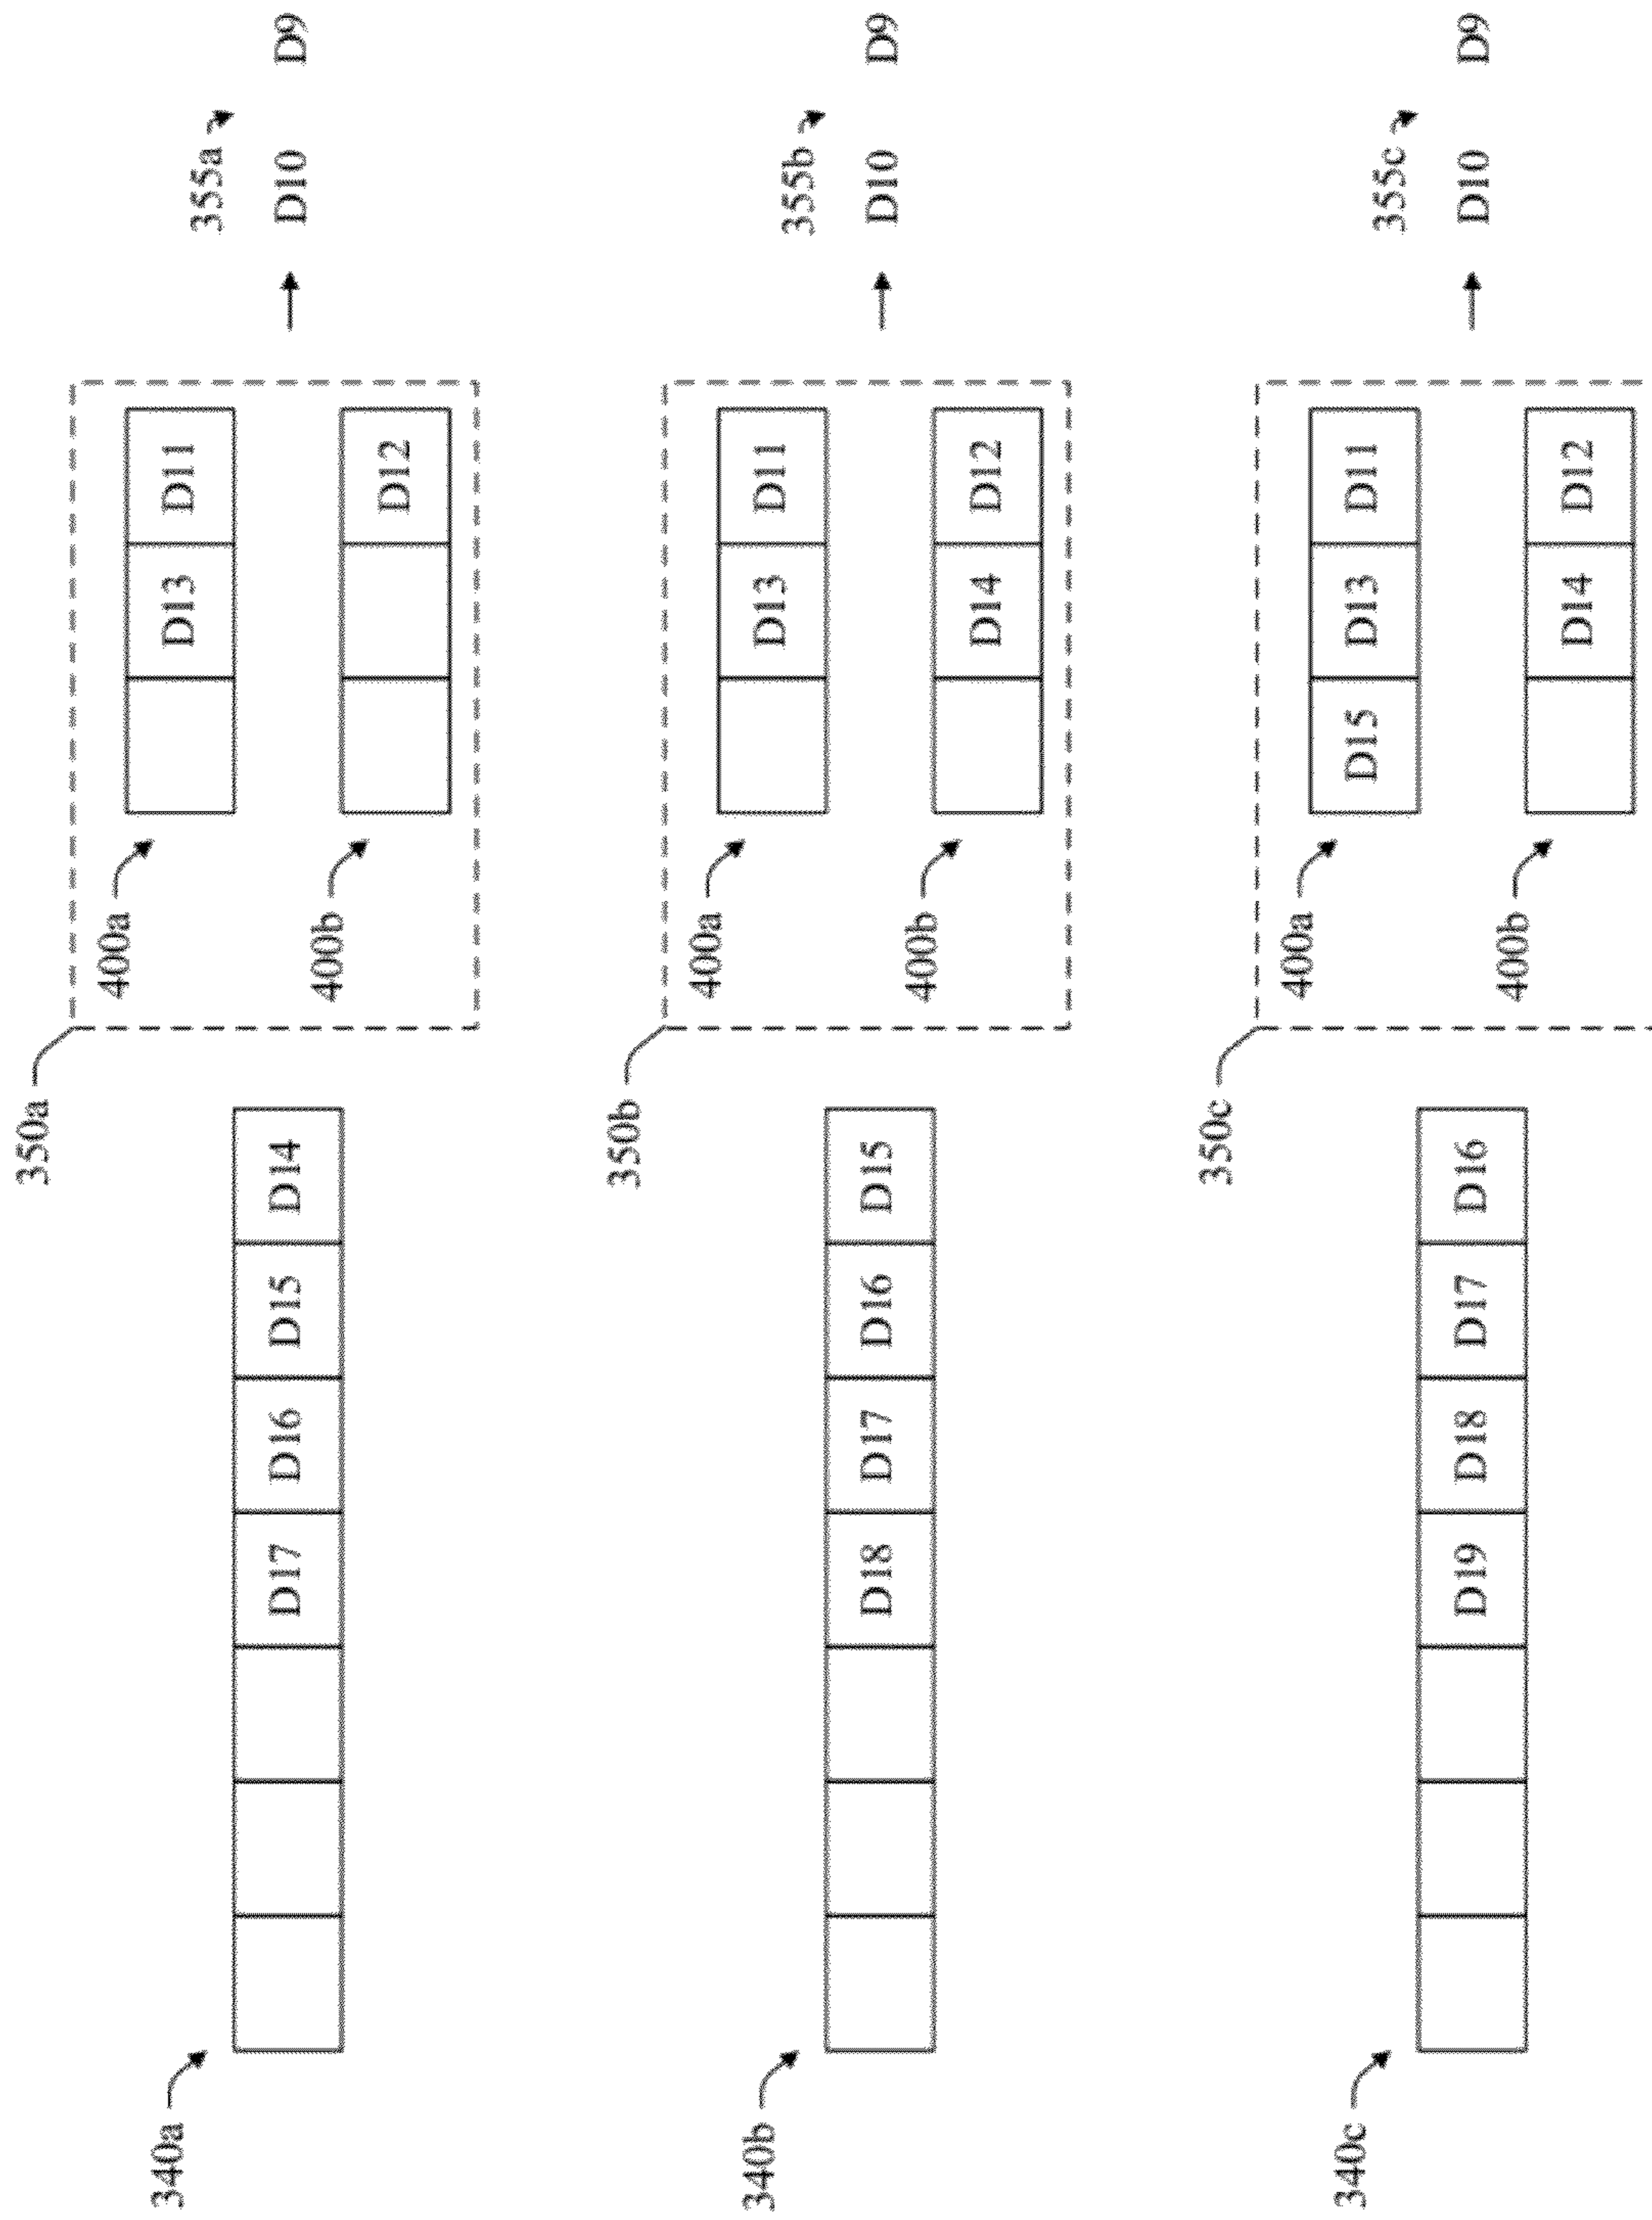 350a
355a
400a
D13 D11
340a
D17 D16 D15 D14
D10 D9
400b
D12
350b
355b
400a
D13 D11
340b
D18 D17 D16 D15
D10 D9
400b
D14 D12
350c
355c
400a
D15 D13 D11
340c
D19 D18 D17 D16
D10 D9
400b
D14 D12